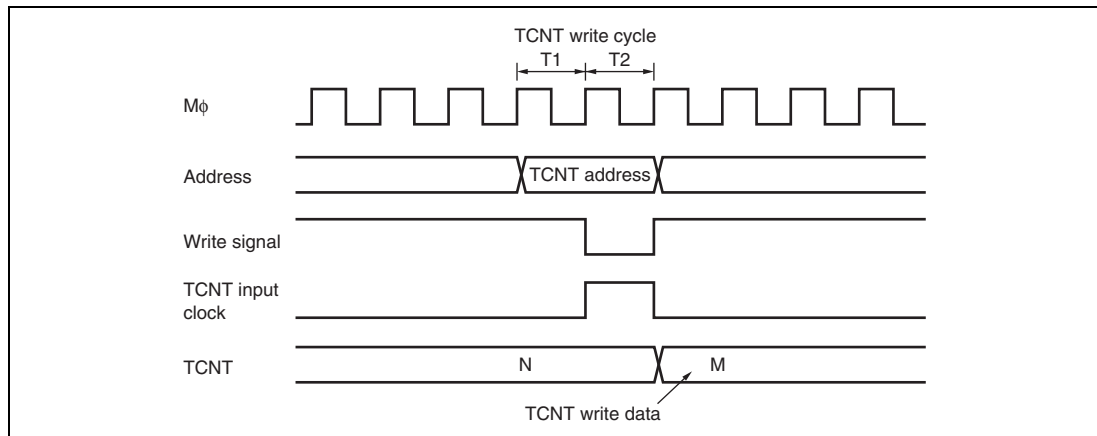 TCNT write cycle
T1 T2
Mϕ
Address
TCNT address
Write signal
TCNT input
clock
TCNT
N
M
TCNT write data